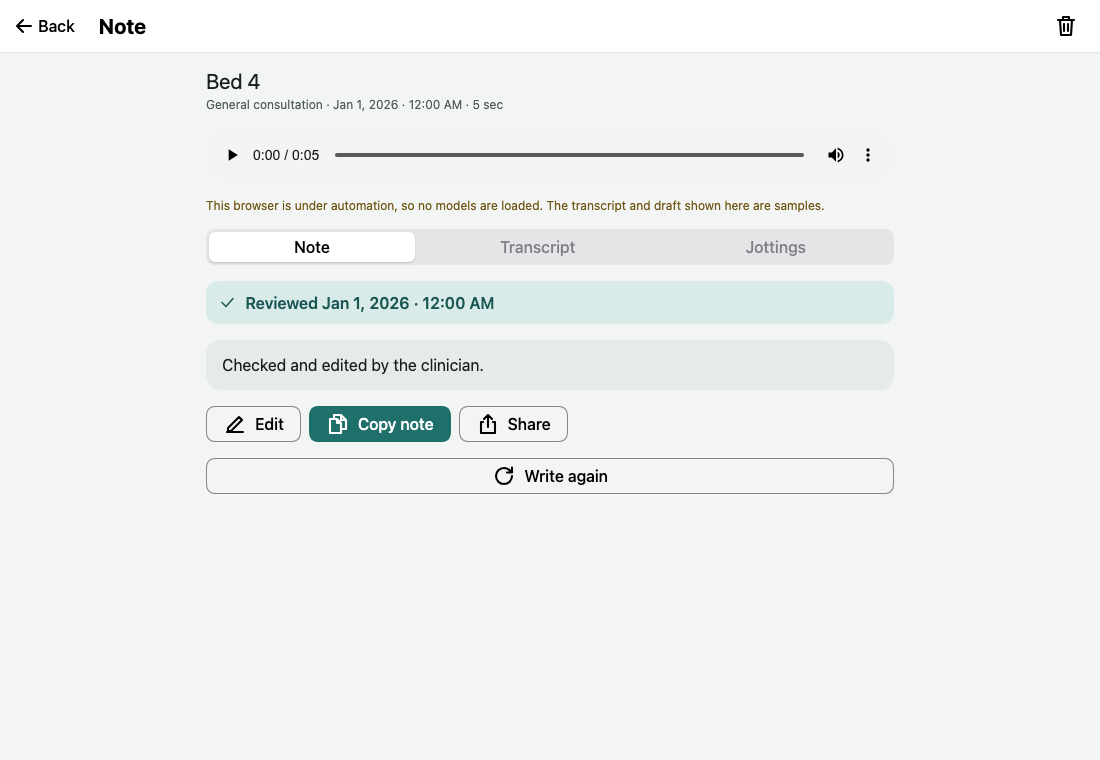 Back Note
Bed 4
General consultation · Jan 1, 2026 · 12:00 AM · 5 sec
0:00 / 0:05
This browser is under automation, so no models are loaded. The transcript and draft shown here are samples.
Note Transcript Jottings
Reviewed Jan 1, 2026 · 12:00 AM
Checked and edited by the clinician.
Edit Copy note Share
Write again